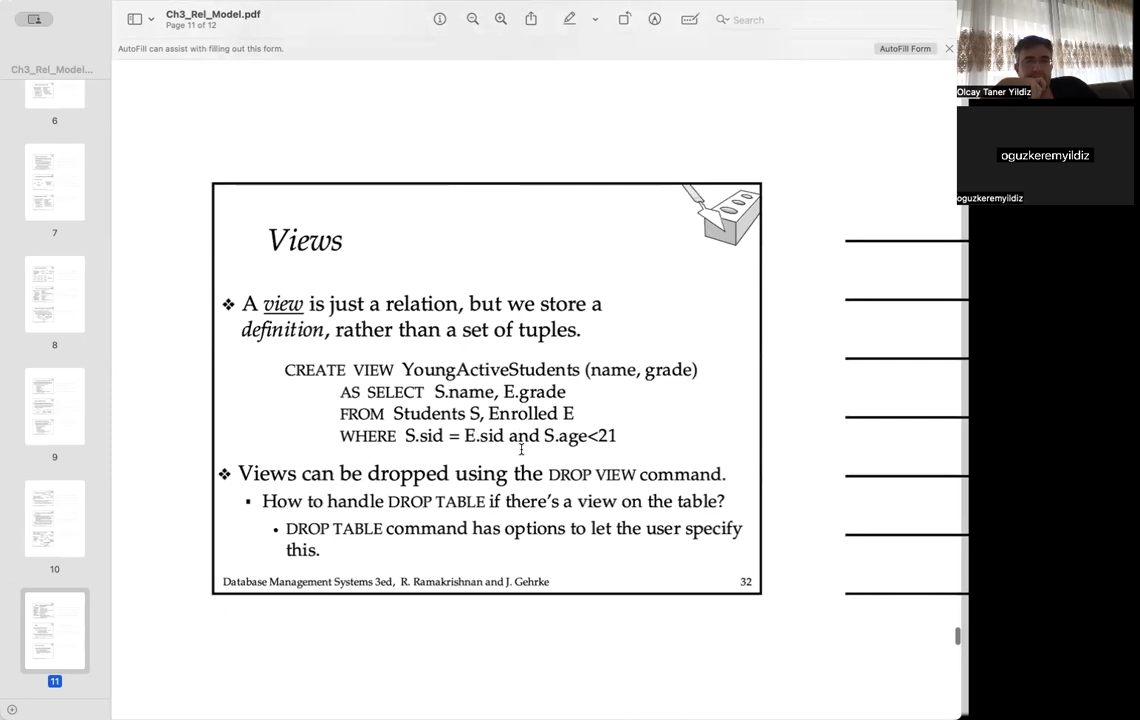 Ch3_Rel_Model.pdf
Page 11 of 12
Search
AutoFill can assist with filling out this form.
AutoFill Form
Ch3_Rel_Model...
6
7
8
9
10
11
Views
❖ A view is just a relation, but we store a
definition, rather than a set of tuples.
CREATE VIEW YoungActiveStudents (name, grade)
AS SELECT S.name, E.grade
FROM Students S, Enrolled E
WHERE S.sid = E.sid and S.age<21
❖ Views can be dropped using the DROP VIEW command.
▪ How to handle DROP TABLE if there's a view on the table?
• DROP TABLE command has options to let the user specify
this.
Database Management Systems 3ed, R. Ramakrishnan and J. Gehrke 32
Olcay Taner Yildiz
oguzkeremyildiz
oguzkeremyildiz